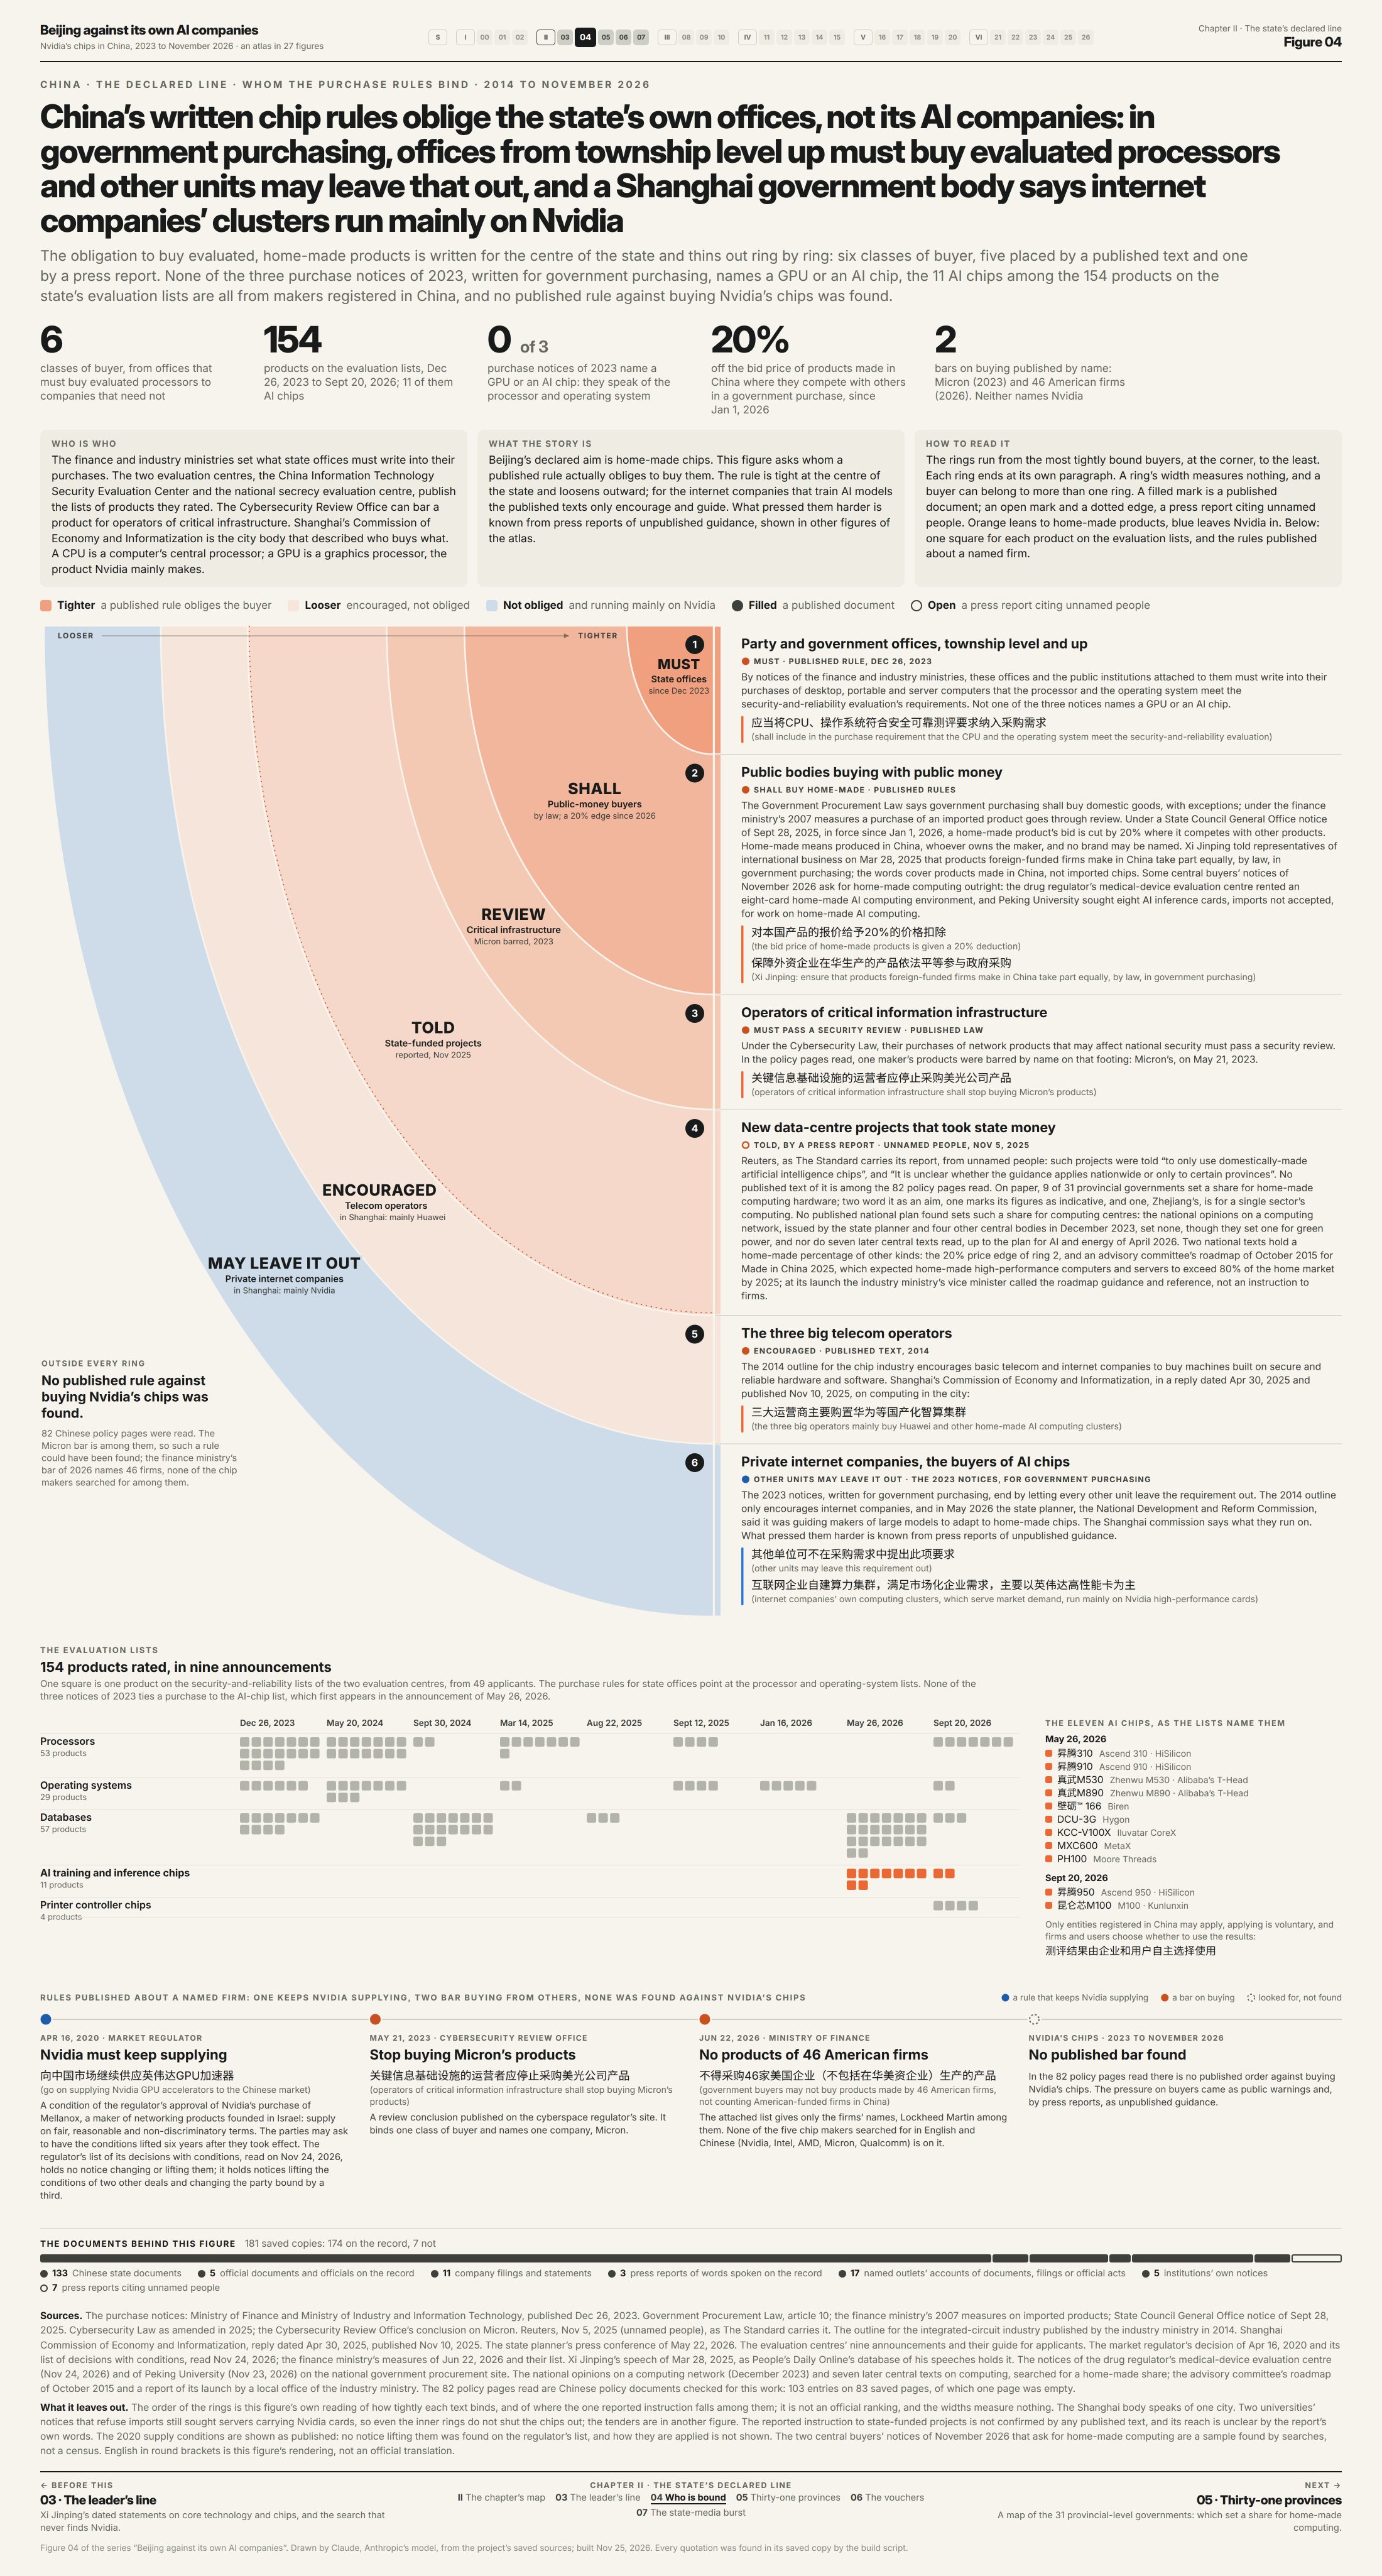 Beijing against its own AI companies
Nvidia's chips in China, 2023 to November 2026 · an atlas in 27 figures
S I 00 01 02 II 03 04 05 06 07 III 08 09 10 IV 11 12 13 14 15 V 16 17 18 19 20 VI 21 22 23 24 25 26
Chapter II · The state's declared line
Figure 04
CHINA · THE DECLARED LINE · WHOM THE PURCHASE RULES BIND · 2014 TO NOVEMBER 2026
China's written chip rules oblige the state's own offices, not its AI companies: in
government purchasing, offices from township level up must buy evaluated processors
and other units may leave that out, and a Shanghai government body says internet
companies' clusters run mainly on Nvidia
The obligation to buy evaluated, home-made products is written for the centre of the state and thins out ring by ring: six classes of buyer, five placed by a published text and one
by a press report. None of the three purchase notices of 2023, written for government purchasing, names a GPU or an AI chip, the 11 AI chips among the 154 products on the
state's evaluation lists are all from makers registered in China, and no published rule against buying Nvidia's chips was found.
6
classes of buyer, from offices that
must buy evaluated processors to
companies that need not
154
products on the evaluation lists, Dec
26, 2023 to Sept 20, 2026; 11 of them
AI chips
0 of 3
purchase notices of 2023 name a
GPU or an AI chip: they speak of the
processor and operating system
20%
off the bid price of products made in
China where they compete with others
in a government purchase, since
Jan 1, 2026
2
bars on buying published by name:
Micron (2023) and 46 American firms
(2026). Neither names Nvidia
WHO IS WHO
The finance and industry ministries set what state offices must write into their
purchases. The two evaluation centres, the China Information Technology
Security Evaluation Center and the national secrecy evaluation centre, publish
the lists of products they rated. The Cybersecurity Review Office can bar a
product for operators of critical infrastructure. Shanghai's Commission of
Economy and Informatization is the city body that described who buys what.
A CPU is a computer's central processor; a GPU is a graphics processor, the
product Nvidia mainly makes.
WHAT THE STORY IS
Beijing's declared aim is home-made chips. This figure asks whom a
published rule actually obliges to buy them. The rule is tight at the centre of
the state and loosens outward; for the internet companies that train AI models
the published texts only encourage and guide. What pressed them harder is
known from press reports of unpublished guidance, shown in other figures of
the atlas.
HOW TO READ IT
The rings run from the most tightly bound buyers, at the corner, to the least.
Each ring ends at its own paragraph. A ring's width measures nothing, and a
buyer can belong to more than one ring. A filled mark is a published
document; an open mark and a dotted edge, a press report citing unnamed
people. Orange leans to home-made products, blue leaves Nvidia in. Below:
one square for each product on the evaluation lists, and the rules published
about a named firm.
Tighter a published rule obliges the buyer Looser encouraged, not obliged Not obliged and running mainly on Nvidia Filled a published document Open a press report citing unnamed people
LOOSER TIGHTER
1
MUST
State offices
since Dec 2023
Party and government offices, township level and up
MUST · PUBLISHED RULE, DEC 26, 2023
By notices of the finance and industry ministries, these offices and the public institutions attached to them must write into their
purchases of desktop, portable and server computers that the processor and the operating system meet the
security-and-reliability evaluation's requirements. Not one of the three notices names a GPU or an AI chip.
应当将CPU、操作系统符合安全可靠测评要求纳入采购需求
(shall include in the purchase requirement that the CPU and the operating system meet the security-and-reliability evaluation)
2
SHALL
Public-money buyers
by law; a 20% edge since 2026
Public bodies buying with public money
SHALL BUY HOME-MADE · PUBLISHED RULES
The Government Procurement Law says government purchasing shall buy domestic goods, with exceptions; under the finance
ministry's 2007 measures a purchase of an imported product goes through review. Under a State Council General Office notice
of Sept 28, 2025, in force since Jan 1, 2026, a home-made product's bid is cut by 20% where it competes with other products.
Home-made means produced in China, whoever owns the maker, and no brand may be named. Xi Jinping told representatives of
international business on Mar 28, 2025 that products foreign-funded firms make in China take part equally, by law, in
government purchasing; the words cover products made in China, not imported chips. Some central buyers' notices of
November 2026 ask for home-made computing outright: the drug regulator's medical-device evaluation centre rented an
eight-card home-made AI computing environment, and Peking University sought eight AI inference cards, imports not accepted,
for work on home-made AI computing.
对本国产品的报价给予20%的价格扣除
(the bid price of home-made products is given a 20% deduction)
保障外资企业在华生产的产品依法平等参与政府采购
(Xi Jinping: ensure that products foreign-funded firms make in China take part equally, by law, in government purchasing)
REVIEW
Critical infrastructure
Micron barred, 2023
3
Operators of critical information infrastructure
MUST PASS A SECURITY REVIEW · PUBLISHED LAW
Under the Cybersecurity Law, their purchases of network products that may affect national security must pass a security review.
In the policy pages read, one maker's products were barred by name on that footing: Micron's, on May 21, 2023.
关键信息基础设施的运营者应停止采购美光公司产品
(operators of critical information infrastructure shall stop buying Micron's products)
TOLD
State-funded projects
reported, Nov 2025
4
New data-centre projects that took state money
TOLD, BY A PRESS REPORT · UNNAMED PEOPLE, NOV 5, 2025
Reuters, as The Standard carries its report, from unnamed people: such projects were told “to only use domestically-made
artificial intelligence chips”, and “It is unclear whether the guidance applies nationwide or only to certain provinces”. No
published text of it is among the 82 policy pages read. On paper, 9 of 31 provincial governments set a share for home-made
computing hardware; two word it as an aim, one marks its figures as indicative, and one, Zhejiang's, is for a single sector's
computing. No published national plan found sets such a share for computing centres: the national opinions on a computing
network, issued by the state planner and four other central bodies in December 2023, set none, though they set one for green
power, and nor do seven later central texts read, up to the plan for AI and energy of April 2026. Two national texts hold a
home-made percentage of other kinds: the 20% price edge of ring 2, and an advisory committee's roadmap of October 2015 for
Made in China 2025, which expected home-made high-performance computers and servers to exceed 80% of the home market
by 2025; at its launch the industry ministry's vice minister called the roadmap guidance and reference, not an instruction to
firms.
ENCOURAGED
Telecom operators
in Shanghai: mainly Huawei
5
The three big telecom operators
ENCOURAGED · PUBLISHED TEXT, 2014
The 2014 outline for the chip industry encourages basic telecom and internet companies to buy machines built on secure and
reliable hardware and software. Shanghai's Commission of Economy and Informatization, in a reply dated Apr 30, 2025 and
published Nov 10, 2025, on computing in the city:
三大运营商主要购置华为等国产化智算集群
(the three big operators mainly buy Huawei and other home-made AI computing clusters)
MAY LEAVE IT OUT
Private internet companies
in Shanghai: mainly Nvidia
6
Private internet companies, the buyers of AI chips
OTHER UNITS MAY LEAVE IT OUT · THE 2023 NOTICES, FOR GOVERNMENT PURCHASING
The 2023 notices, written for government purchasing, end by letting every other unit leave the requirement out. The 2014 outline
only encourages internet companies, and in May 2026 the state planner, the National Development and Reform Commission,
said it was guiding makers of large models to adapt to home-made chips. The Shanghai commission says what they run on.
What pressed them harder is known from press reports of unpublished guidance.
其他单位可不在采购需求中提出此项要求
(other units may leave this requirement out)
互联网企业自建算力集群，满足市场化企业需求，主要以英伟达高性能卡为主
(internet companies' own computing clusters, which serve market demand, run mainly on Nvidia high-performance cards)
OUTSIDE EVERY RING
No published rule against
buying Nvidia's chips was
found.
82 Chinese policy pages were read. The
Micron bar is among them, so such a rule
could have been found; the finance ministry's
bar of 2026 names 46 firms, none of the chip
makers searched for among them.
THE EVALUATION LISTS
154 products rated, in nine announcements
One square is one product on the security-and-reliability lists of the two evaluation centres, from 49 applicants. The purchase rules for state offices point at the processor and operating-system lists. None of the
three notices of 2023 ties a purchase to the AI-chip list, which first appears in the announcement of May 26, 2026.
Dec 26, 2023 May 20, 2024 Sept 30, 2024 Mar 14, 2025 Aug 22, 2025 Sept 12, 2025 Jan 16, 2026 May 26, 2026 Sept 20, 2026
Processors
53 products
Operating systems
29 products
Databases
57 products
AI training and inference chips
11 products
Printer controller chips
4 products
THE ELEVEN AI CHIPS, AS THE LISTS NAME THEM
May 26, 2026
昇腾310 Ascend 310 · HiSilicon
昇腾910 Ascend 910 · HiSilicon
真武M530 Zhenwu M530 · Alibaba's T-Head
真武M890 Zhenwu M890 · Alibaba's T-Head
壁砺™ 166 Biren
DCU-3G Hygon
KCC-V100X Iluvatar CoreX
MXC600 MetaX
PH100 Moore Threads
Sept 20, 2026
昇腾950 Ascend 950 · HiSilicon
昆仑芯M100 M100 · Kunlunxin
Only entities registered in China may apply, applying is voluntary, and
firms and users choose whether to use the results:
测评结果由企业和用户自主选择使用
RULES PUBLISHED ABOUT A NAMED FIRM: ONE KEEPS NVIDIA SUPPLYING, TWO BAR BUYING FROM OTHERS, NONE WAS FOUND AGAINST NVIDIA'S CHIPS
a rule that keeps Nvidia supplying a bar on buying looked for, not found
APR 16, 2020 · MARKET REGULATOR
Nvidia must keep supplying
向中国市场继续供应英伟达GPU加速器
(go on supplying Nvidia GPU accelerators to the Chinese market)
A condition of the regulator's approval of Nvidia's purchase of
Mellanox, a maker of networking products founded in Israel: supply
on fair, reasonable and non-discriminatory terms. The parties may ask
to have the conditions lifted six years after they took effect. The
regulator's list of its decisions with conditions, read on Nov 24, 2026,
holds no notice changing or lifting them; it holds notices lifting the
conditions of two other deals and changing the party bound by a
third.
MAY 21, 2023 · CYBERSECURITY REVIEW OFFICE
Stop buying Micron's products
关键信息基础设施的运营者应停止采购美光公司产品
(operators of critical information infrastructure shall stop buying Micron's
products)
A review conclusion published on the cyberspace regulator's site. It
binds one class of buyer and names one company, Micron.
JUN 22, 2026 · MINISTRY OF FINANCE
No products of 46 American firms
不得采购46家美国企业（不包括在华美资企业）生产的产品
(government buyers may not buy products made by 46 American firms,
not counting American-funded firms in China)
The attached list gives only the firms' names, Lockheed Martin among
them. None of the five chip makers searched for in English and
Chinese (Nvidia, Intel, AMD, Micron, Qualcomm) is on it.
NVIDIA'S CHIPS · 2023 TO NOVEMBER 2026
No published bar found
In the 82 policy pages read there is no published order against buying
Nvidia's chips. The pressure on buyers came as public warnings and,
by press reports, as unpublished guidance.
THE DOCUMENTS BEHIND THIS FIGURE 181 saved copies: 174 on the record, 7 not
133 Chinese state documents 5 official documents and officials on the record 11 company filings and statements 3 press reports of words spoken on the record 17 named outlets' accounts of documents, filings or official acts 5 institutions' own notices
7 press reports citing unnamed people
Sources. The purchase notices: Ministry of Finance and Ministry of Industry and Information Technology, published Dec 26, 2023. Government Procurement Law, article 10; the finance ministry's 2007 measures on imported products; State Council General Office notice of Sept 28,
2025. Cybersecurity Law as amended in 2025; the Cybersecurity Review Office's conclusion on Micron. Reuters, Nov 5, 2025 (unnamed people), as The Standard carries it. The outline for the integrated-circuit industry published by the industry ministry in 2014. Shanghai
Commission of Economy and Informatization, reply dated Apr 30, 2025, published Nov 10, 2025. The state planner's press conference of May 22, 2026. The evaluation centres' nine announcements and their guide for applicants. The market regulator's decision of Apr 16, 2020 and its
list of decisions with conditions, read Nov 24, 2026; the finance ministry's measures of Jun 22, 2026 and their list. Xi Jinping's speech of Mar 28, 2025, as People's Daily Online's database of his speeches holds it. The notices of the drug regulator's medical-device evaluation centre
(Nov 24, 2026) and of Peking University (Nov 23, 2026) on the national government procurement site. The national opinions on a computing network (December 2023) and seven later central texts on computing, searched for a home-made share; the advisory committee's roadmap
of October 2015 and a report of its launch by a local office of the industry ministry. The 82 policy pages read are Chinese policy documents checked for this work: 103 entries on 83 saved pages, of which one page was empty.
What it leaves out. The order of the rings is this figure's own reading of how tightly each text binds, and of where the one reported instruction falls among them; it is not an official ranking, and the widths measure nothing. The Shanghai body speaks of one city. Two universities'
notices that refuse imports still sought servers carrying Nvidia cards, so even the inner rings do not shut the chips out; the tenders are in another figure. The reported instruction to state-funded projects is not confirmed by any published text, and its reach is unclear by the report's
own words. The 2020 supply conditions are shown as published: no notice lifting them was found on the regulator's list, and how they are applied is not shown. The two central buyers' notices of November 2026 that ask for home-made computing are a sample found by searches,
not a census. English in round brackets is this figure's rendering, not an official translation.
← BEFORE THIS
03 · The leader's line
Xi Jinping's dated statements on core technology and chips, and the search that
never finds Nvidia.
CHAPTER II · THE STATE'S DECLARED LINE
II The chapter's map 03 The leader's line 04 Who is bound 05 Thirty-one provinces 06 The vouchers
07 The state-media burst
NEXT →
05 · Thirty-one provinces
A map of the 31 provincial-level governments: which set a share for home-made
computing.
Figure 04 of the series “Beijing against its own AI companies”. Drawn by Claude, Anthropic's model, from the project's saved sources; built Nov 25, 2026. Every quotation was found in its saved copy by the build script.